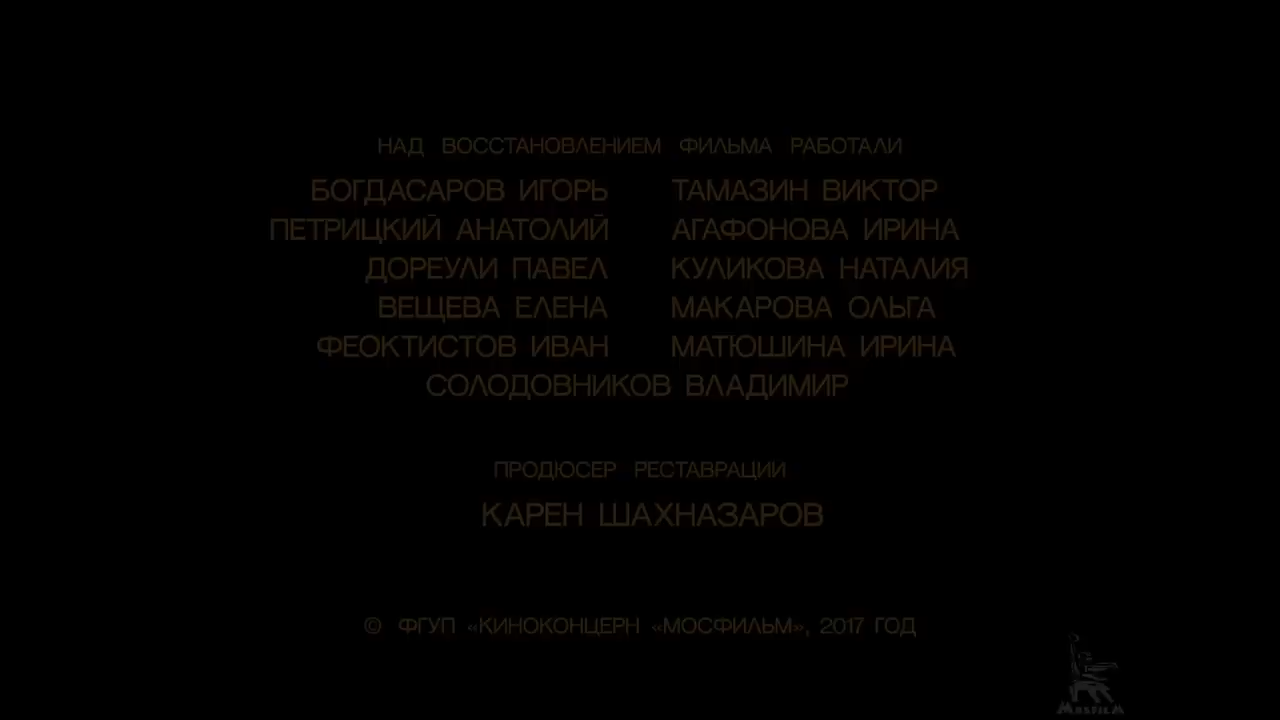 НАД ВОССТАНОВЛЕНИЕМ ФИЛЬМА РАБОТАЛИ
БОГДАСАРОВ ИГОРЬ ТАМАЗИН ВИКТОР
ПЕТРИЦКИЙ АНАТОЛИЙ АГАФОНОВА ИРИНА
ДОРЕУЛИ ПАВЕЛ КУЛИКОВА НАТАЛИЯ
ВЕЩЕВА ЕЛЕНА МАКАРОВА ОЛЬГА
ФЕОКТИСТОВ ИВАН МАТЮШИНА ИРИНА
СОЛОДОВНИКОВ ВЛАДИМИР
ПРОДЮСЕР РЕСТАВРАЦИИ
КАРЕН ШАХНАЗАРОВ
© ФГУП «КИНОКОНЦЕРН «МОСФИЛЬМ», 2017 ГОД
MOSFILM